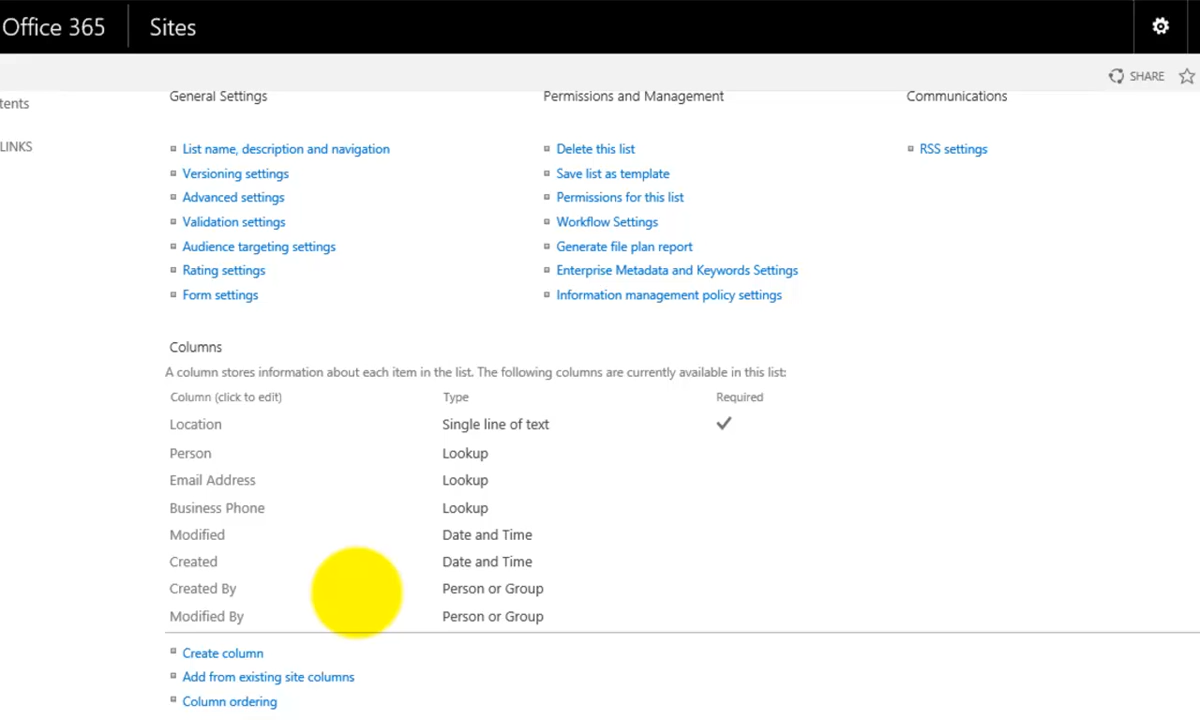 Office 365 Sites
SHARE
tents
LINKS
General Settings Permissions and Management Communications
List name, description and navigation Delete this list RSS settings
Versioning settings Save list as template
Advanced settings Permissions for this list
Validation settings Workflow Settings
Audience targeting settings Generate file plan report
Rating settings Enterprise Metadata and Keywords Settings
Form settings Information management policy settings
Columns
A column stores information about each item in the list. The following columns are currently available in this list:
Column (click to edit) Type Required
Location Single line of text
Person Lookup
Email Address Lookup
Business Phone Lookup
Modified Date and Time
Created Date and Time
Created By Person or Group
Modified By Person or Group
Create column
Add from existing site columns
Column ordering